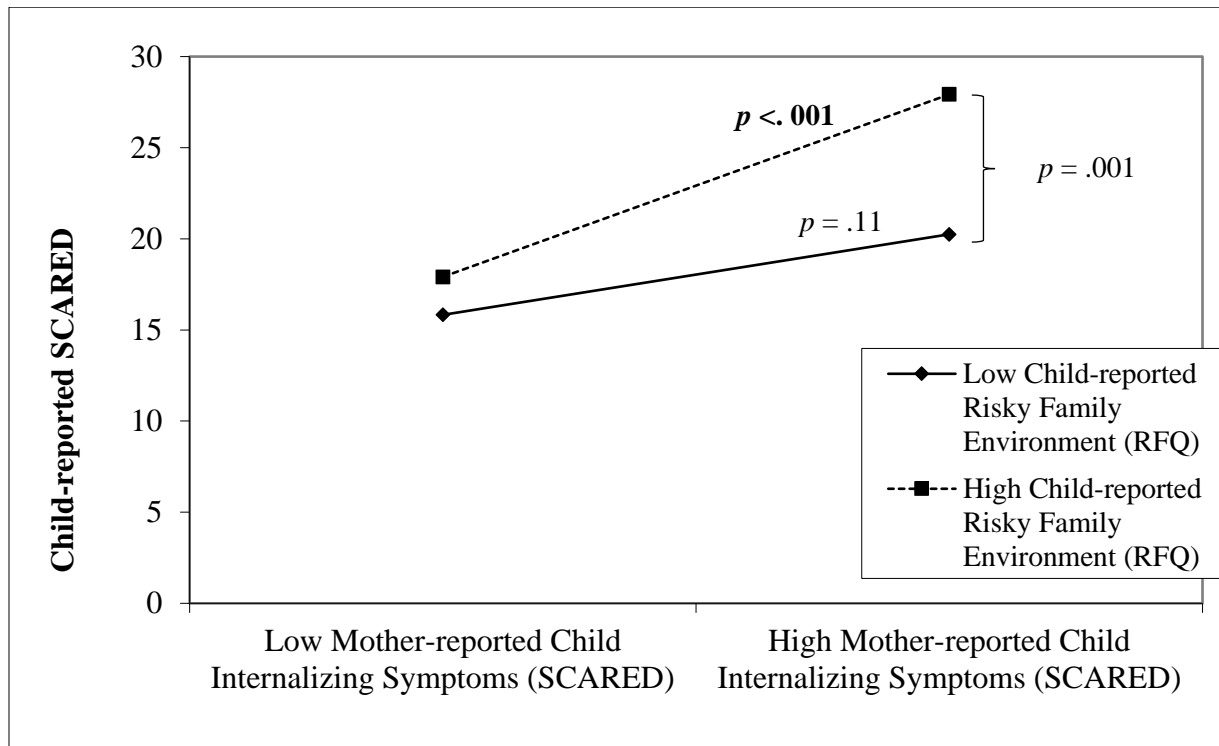 30
25
20
15
10
5
0
Child-reported SCARED
p <. 001
p = .001
p = .11
Low Child-reported
Risky Family
Environment (RFQ)
High Child-reported
Risky Family
Environment (RFQ)
Low Mother-reported Child
Internalizing Symptoms (SCARED)
High Mother-reported Child
Internalizing Symptoms (SCARED)